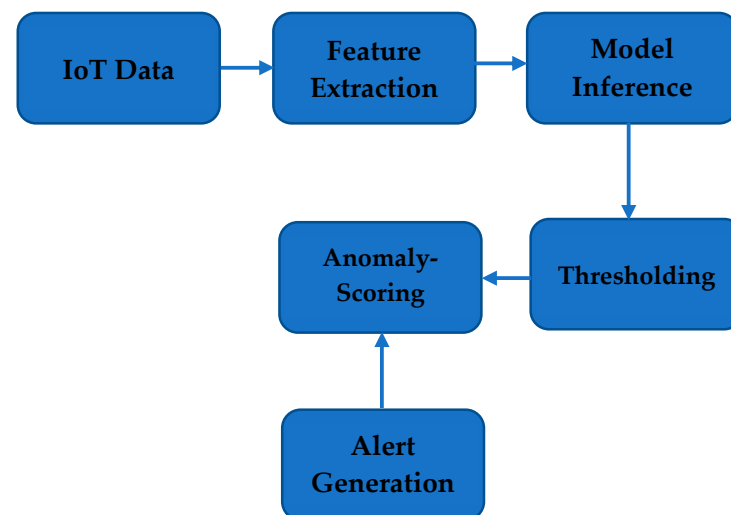 IoT Data
Feature
Extraction
Model
Inference
Thresholding
Anomaly-
Scoring
Alert
Generation